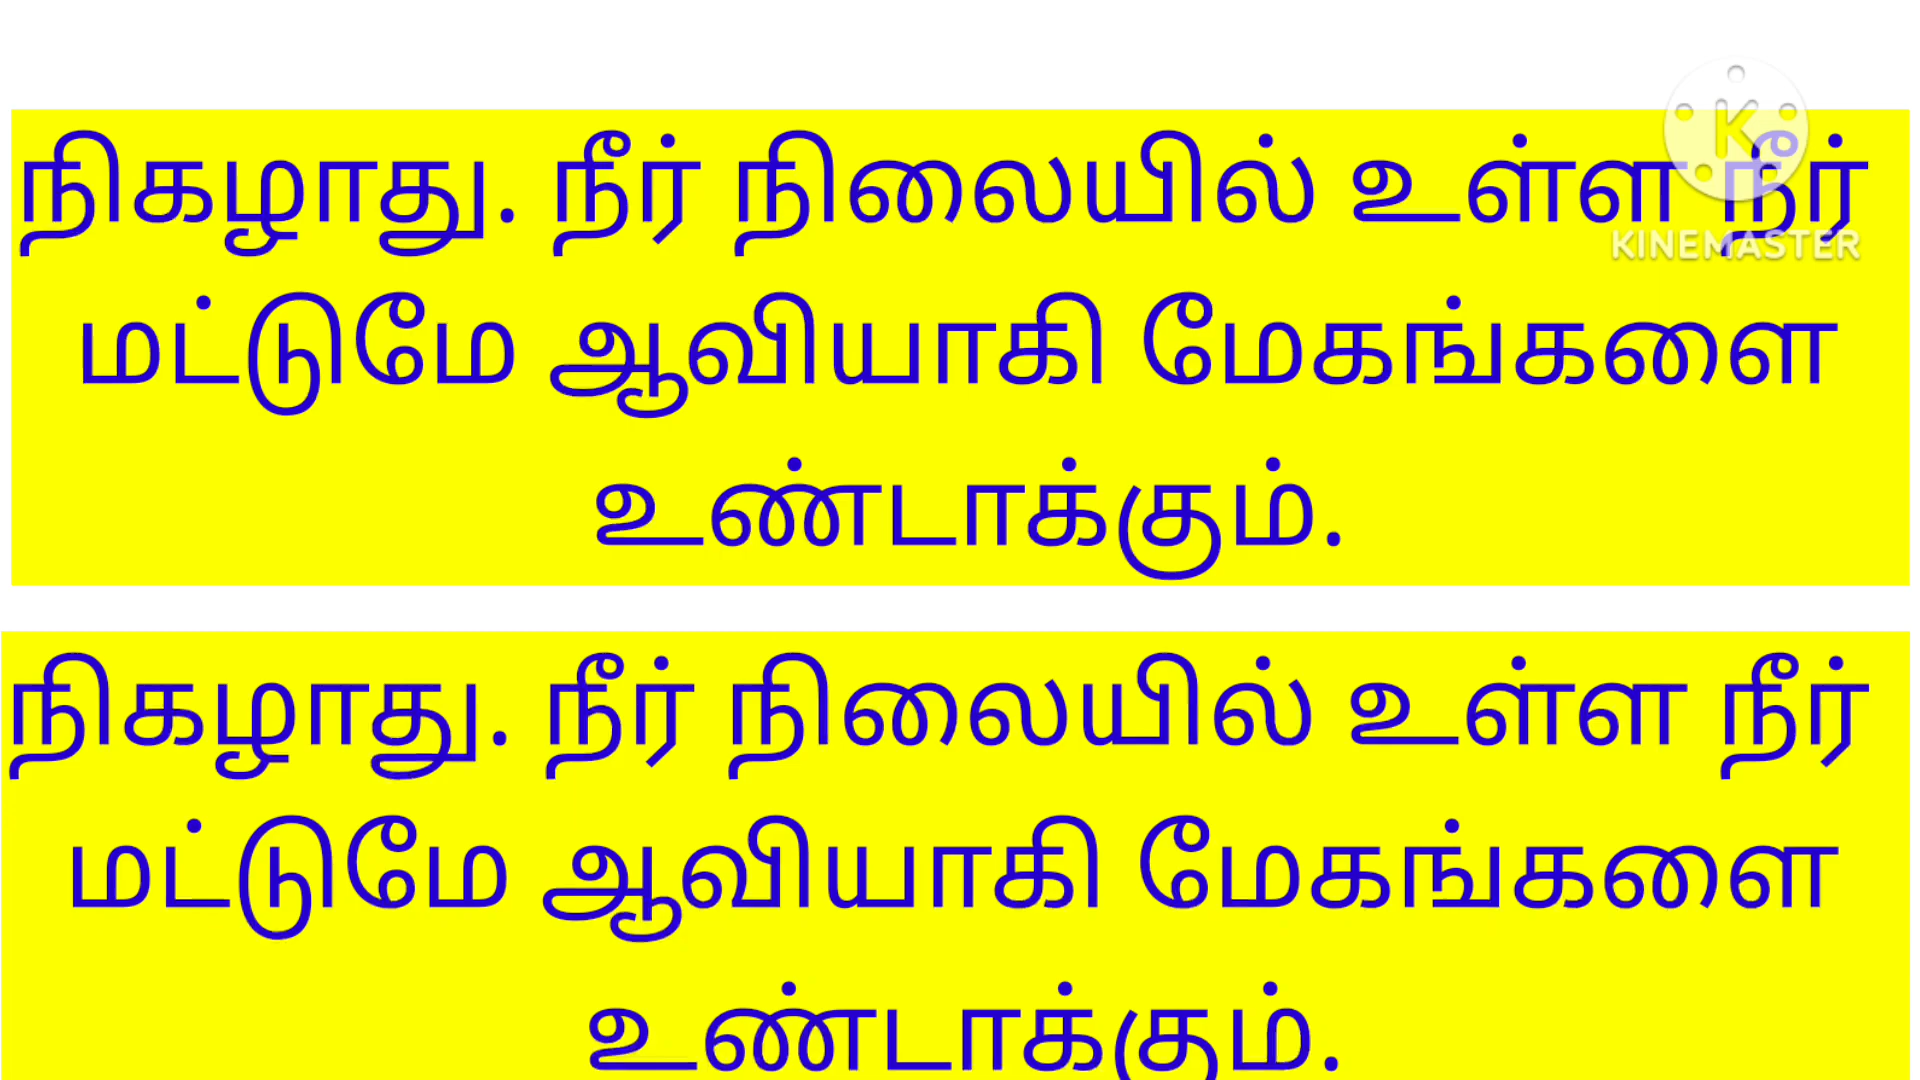 நிகழாது. நீர் நிலையில் உள்ள நீர்
KINEMASTER
மட்டுமே ஆவியாகி மேகங்களை
உண்டாக்கும்.
நிகழாது. நீர் நிலையில் உள்ள நீர்
மட்டுமே ஆவியாகி மேகங்களை
உண்டாக்கும்.